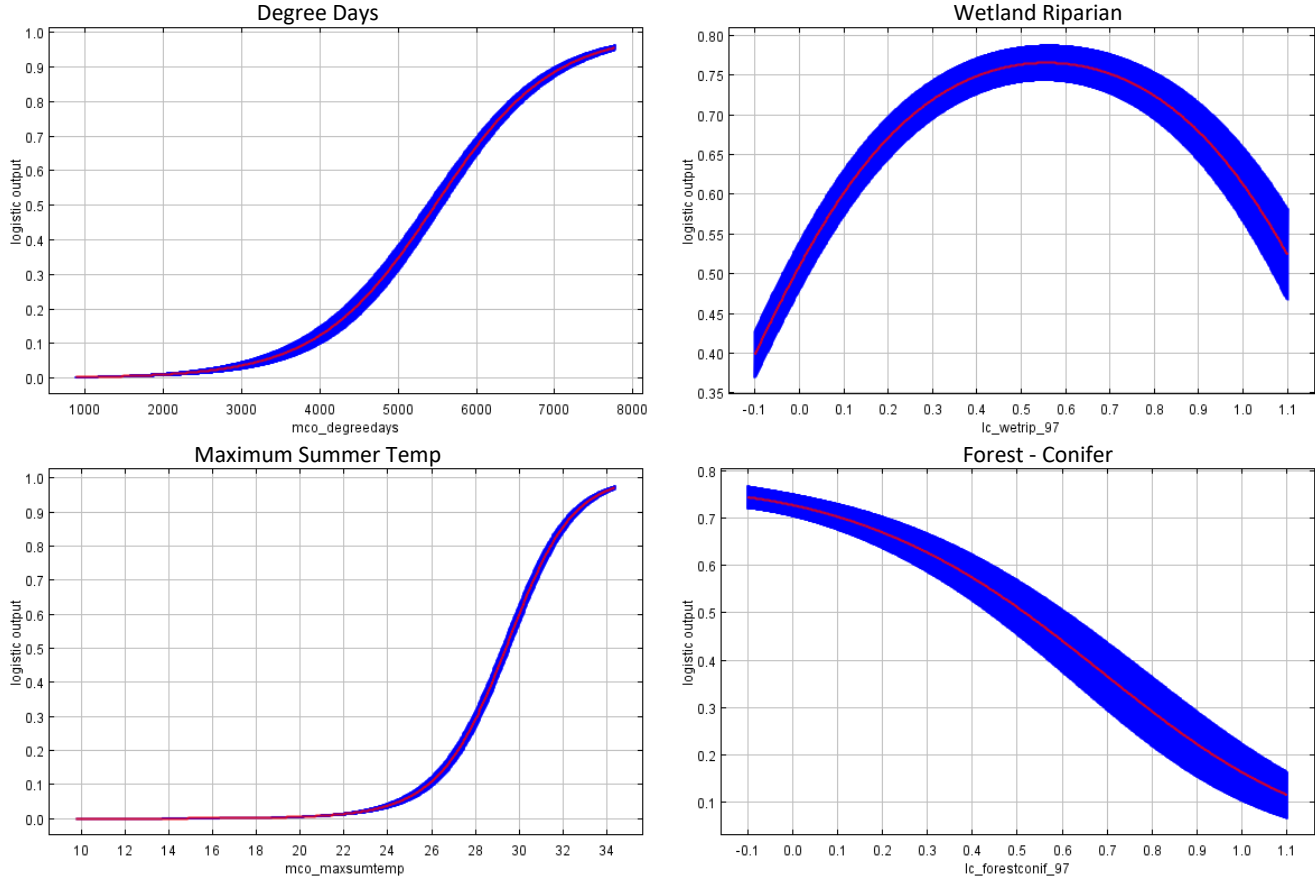 Degree Days
1.0
0.9
0.8
0.7
0.6
0.5
0.4
0.3
0.2
0.1
0.0
logistic output
1000 2000 3000 4000 5000 6000 7000 8000
mco_degreedays
Wetland Riparian
0.80
0.75
0.70
0.65
0.60
0.55
0.50
0.45
0.40
0.35
logistic output
-0.1 0.0 0.1 0.2 0.3 0.4 0.5 0.6 0.7 0.8 0.9 1.0 1.1
lc_wetrip_97
Maximum Summer Temp
1.0
0.9
0.8
0.7
0.6
0.5
0.4
0.3
0.2
0.1
0.0
logistic output
10 12 14 16 18 20 22 24 26 28 30 32 34
mco_maxsumtemp
Forest - Conifer
0.8
0.7
0.6
0.5
0.4
0.3
0.2
0.1
logistic output
-0.1 0.0 0.1 0.2 0.3 0.4 0.5 0.6 0.7 0.8 0.9 1.0 1.1
lc_forestconif_97